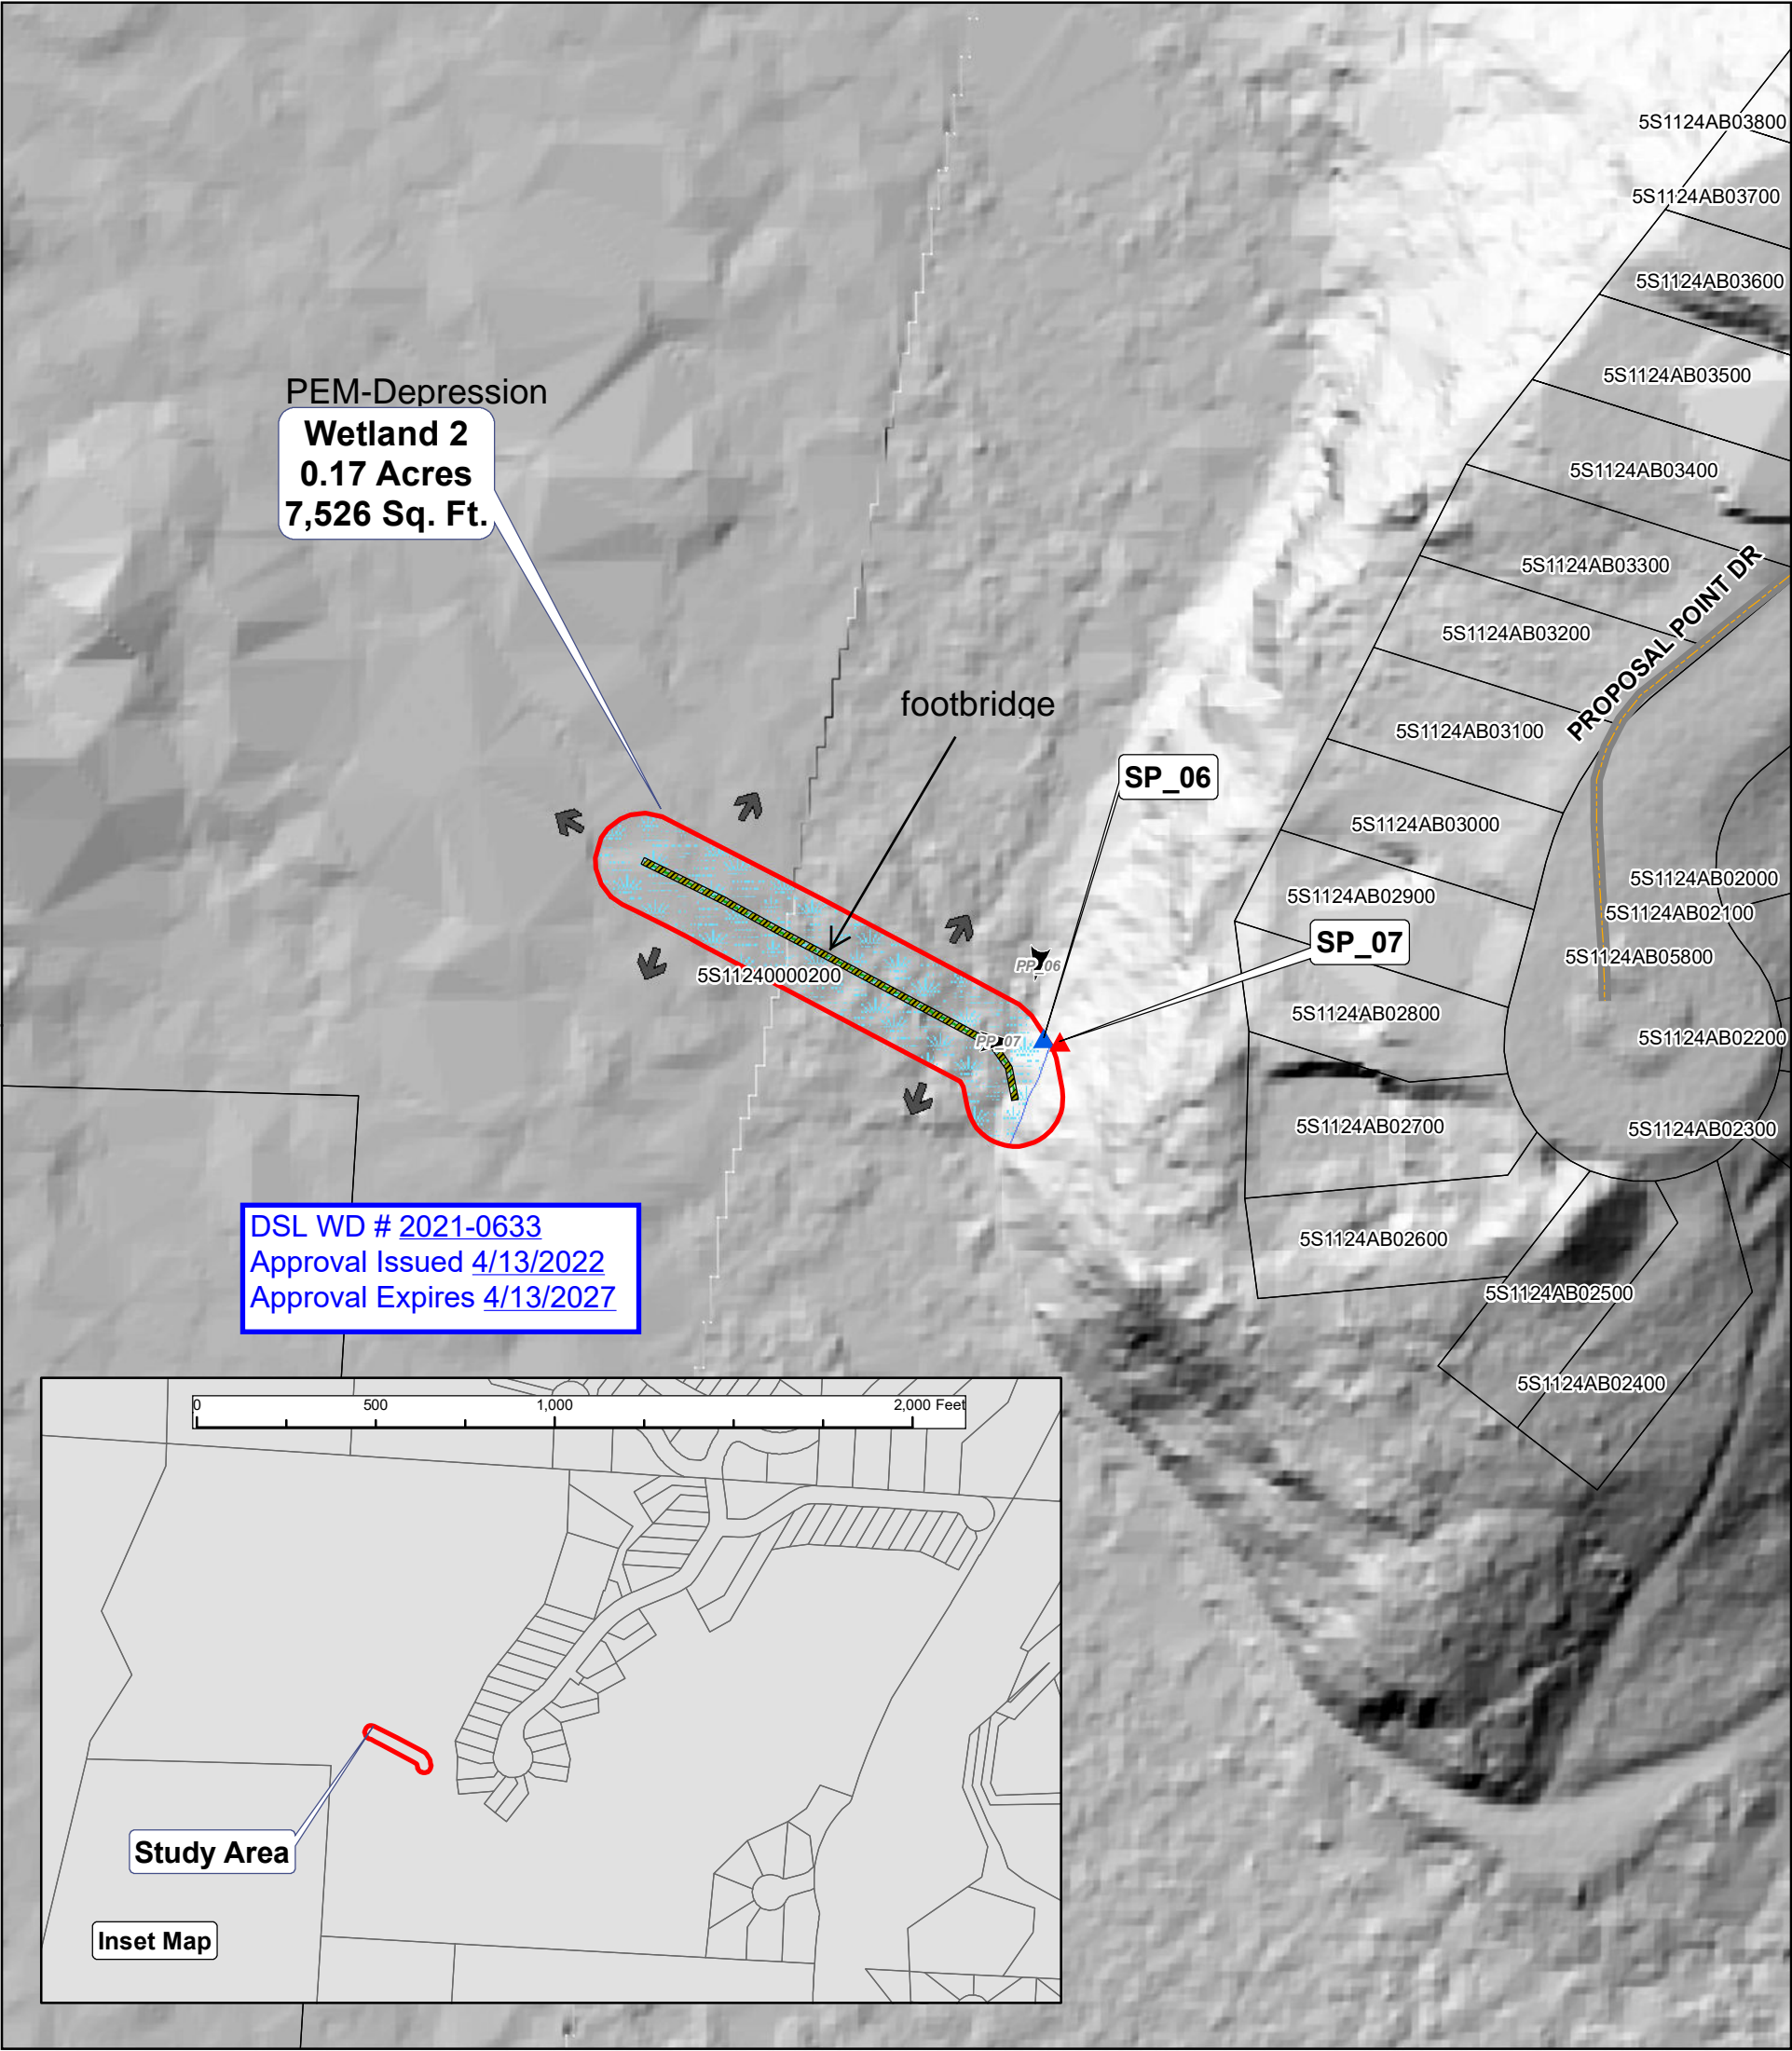 5S1124AB03800
5S1124AB03700
5S1124AB03600
5S1124AB03500
PEM-Depression
Wetland 2
0.17 Acres
7,526 Sq. Ft.
5S1124AB03400
5S1124AB03300
PROPOSAL POINT DR
5S1124AB03200
footbridge
5S1124AB03100
SP_06
5S1124AB03000
5S1124AB02000
5S1124AB02900
5S1124AB02100
SP_07
5S1124AB05800
PP_06
5S11240000200
5S1124AB02800
PP_07
5S1124AB02200
5S1124AB02700
5S1124AB02300
DSL WD # 2021-0633
Approval Issued 4/13/2022
Approval Expires 4/13/2027
5S1124AB02600
5S1124AB02500
5S1124AB02400
0 500 1,000 2,000 Feet
Study Area
Inset Map